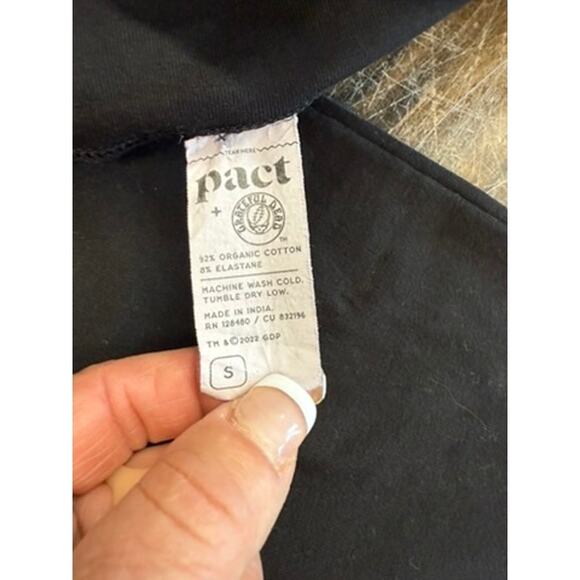 TEAR HERE
pact
+ GRATEFUL DEAD
TM
92% ORGANIC COTTON
8% ELASTANE
MACHINE WASH COLD.
TUMBLE DRY LOW.
MADE IN INDIA.
RN 128480 / CU 832196
TM & ©2022 GDP
S